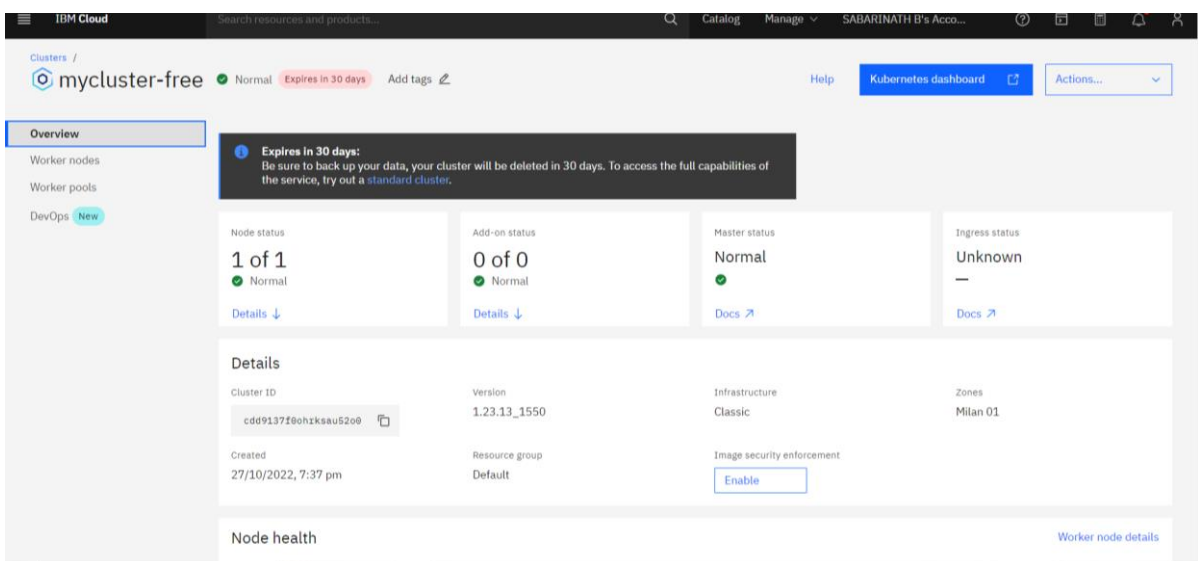 IBM Cloud
Search resources and products...
Catalog
Manage
SABARINATH B's Acco...
Clusters /
mycluster-free
Normal
Expires in 30 days
Add tags
Help
Kubernetes dashboard
Actions...
Overview
Worker nodes
Worker pools
DevOps New
Expires in 30 days:
Be sure to back up your data, your cluster will be deleted in 30 days. To access the full capabilities of
the service, try out a standard cluster.
Node status
1 of 1
Normal
Details
Add-on status
0 of 0
Normal
Details
Master status
Normal
Docs
Ingress status
Unknown
—
Docs
Details
Cluster ID
cdd9137f0ohrksau52o0
Version
1.23.13_1550
Infrastructure
Classic
Zones
Milan 01
Created
27/10/2022, 7:37 pm
Resource group
Default
Image security enforcement
Enable
Node health
Worker node details